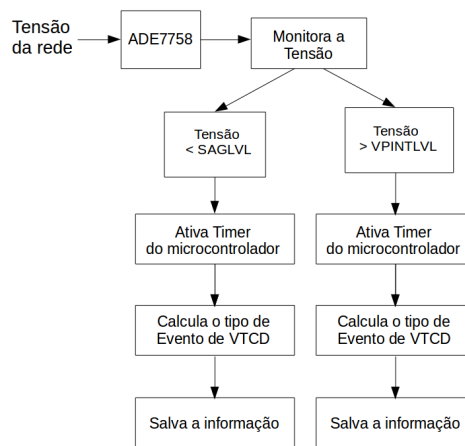 Tensão
da rede
ADE7758
Monitora a
Tensão
Tensão
< SAGLVL
Tensão
> VPINTLVL
Ativa Timer
do microcontrolador
Ativa Timer
do microcontrolador
Calcula o tipo de
Evento de VTCD
Calcula o tipo de
Evento de VTCD
Salva a informação
Salva a informação